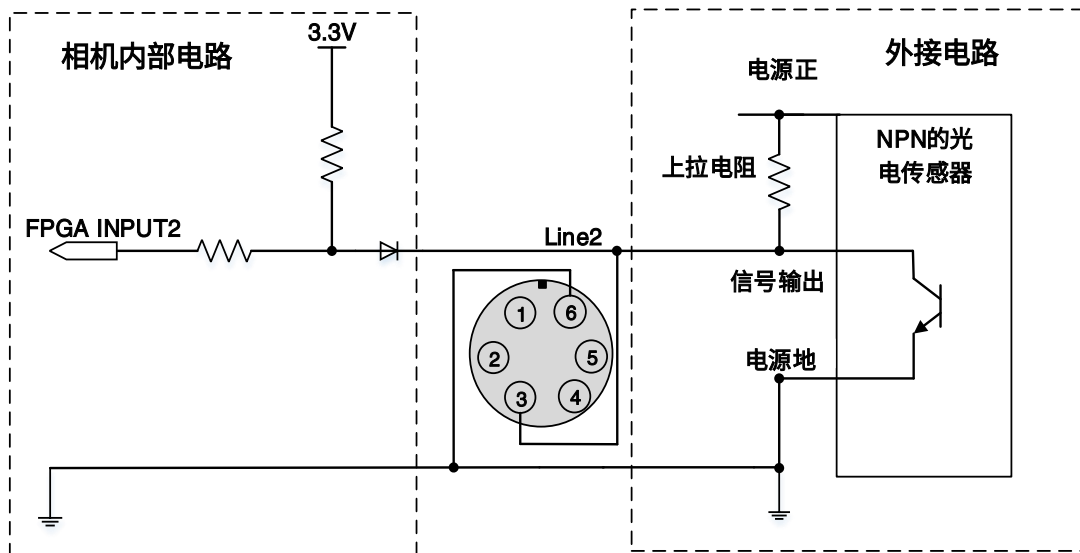 相机内部电路
3.3V
FPGA INPUT2
Line2
1
6
2
5
3
4
外接电路
电源正
上拉电阻
NPN的光
电传感器
信号输出
电源地